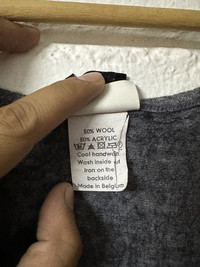 50% WOOL
50% ACRYLIC
Cool handwash
Wash inside out
Iron on the
backside
Made in Belgium